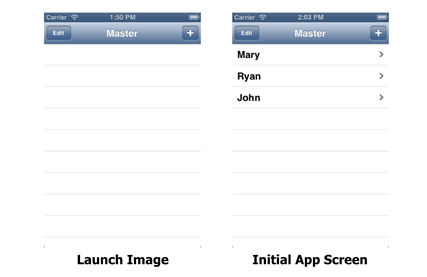 Carrier 1:50 PM
Edit Master +
Launch Image
Carrier 2:03 PM
Edit Master +
Mary
Ryan
John
Initial App Screen